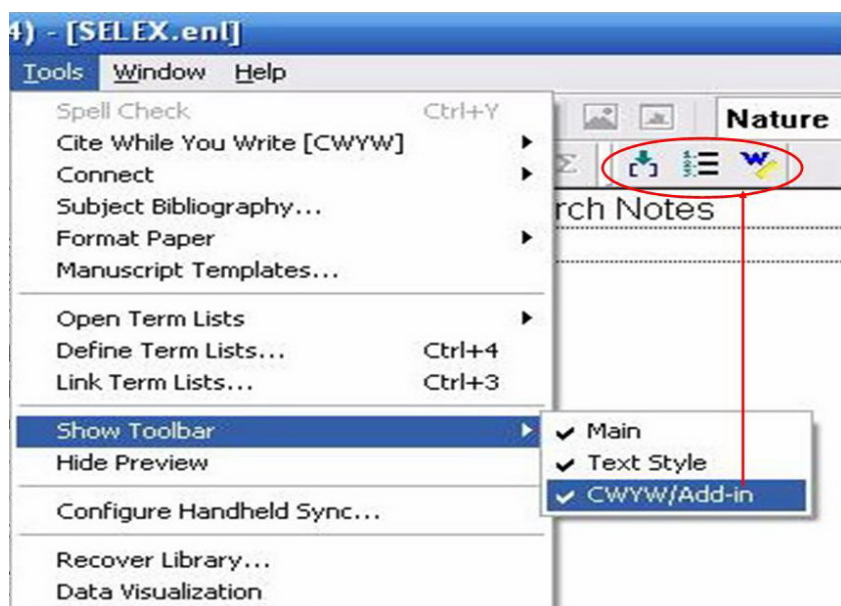 4) - [SELEX.enl]
Tools Window Help
Nature
Spell Check Ctrl+Y
Cite While You Write [CWYW]
Connect
Subject Bibliography...
Format Paper
Manuscript Templates...
Open Term Lists
Define Term Lists... Ctrl+4
Link Term Lists... Ctrl+3
Show Toolbar
Hide Preview
Configure Handheld Sync...
Recover Library...
Data Visualization
Σ
rch Notes
Main
Text Style
CWYW/Add-in